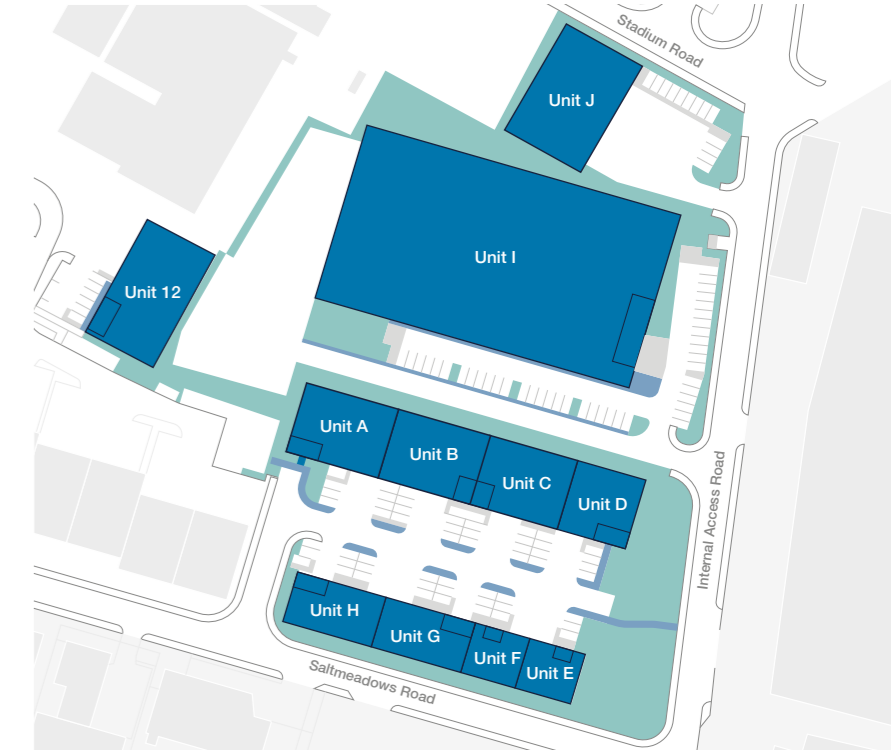 Stadium Road
Unit J
Unit I
Unit 12
Unit A
Unit B
Unit C
Unit D
Internal Access Road
Unit H
Unit G
Unit F
Unit E
Saltmeadows Road